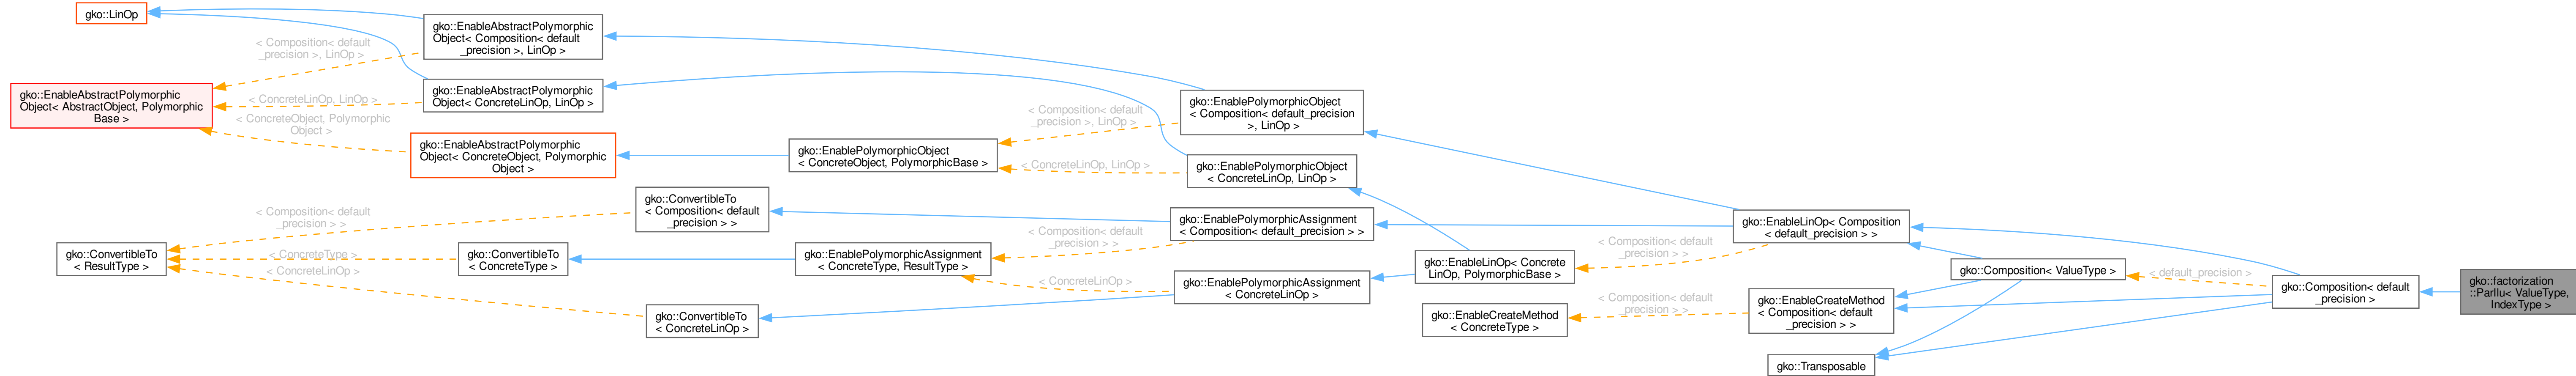 gko::LinOp
gko::EnableAbstractPolymorphic
Object< Composition< default
_precision >, LinOp >
< Composition< default
_precision >, LinOp >
gko::EnableAbstractPolymorphic
Object< AbstractObject, Polymorphic
Base >
gko::EnableAbstractPolymorphic
Object< ConcreteLinOp, LinOp >
< ConcreteLinOp, LinOp >
< ConcreteObject, Polymorphic
Object >
gko::EnableAbstractPolymorphic
Object< ConcreteObject, Polymorphic
Object >
gko::EnablePolymorphicObject
< ConcreteObject, PolymorphicBase >
< Composition< default
_precision >, LinOp >
< ConcreteLinOp, LinOp >
gko::EnablePolymorphicObject
< Composition< default_precision
>, LinOp >
gko::EnablePolymorphicObject
< ConcreteLinOp, LinOp >
gko::ConvertibleTo
< Composition< default
_precision > >
< Composition< default
_precision > >
gko::ConvertibleTo
< ResultType >
< ConcreteType >
< ConcreteLinOp >
gko::ConvertibleTo
< ConcreteType >
gko::ConvertibleTo
< ConcreteLinOp >
gko::EnablePolymorphicAssignment
< ConcreteType, ResultType >
< Composition< default
_precision > >
< ConcreteLinOp >
gko::EnablePolymorphicAssignment
< Composition< default_precision > >
gko::EnablePolymorphicAssignment
< ConcreteLinOp >
gko::EnableLinOp< Concrete
LinOp, PolymorphicBase >
gko::EnableCreateMethod
< ConcreteType >
< Composition< default
_precision > >
< Composition< default
_precision > >
gko::EnableLinOp< Composition
< default_precision > >
gko::EnableCreateMethod
< Composition< default
_precision > >
gko::Transposable
gko::Composition< ValueType >
< default_precision >
gko::Composition< default
_precision >
gko::factorization
::ParIlu< ValueType,
IndexType >